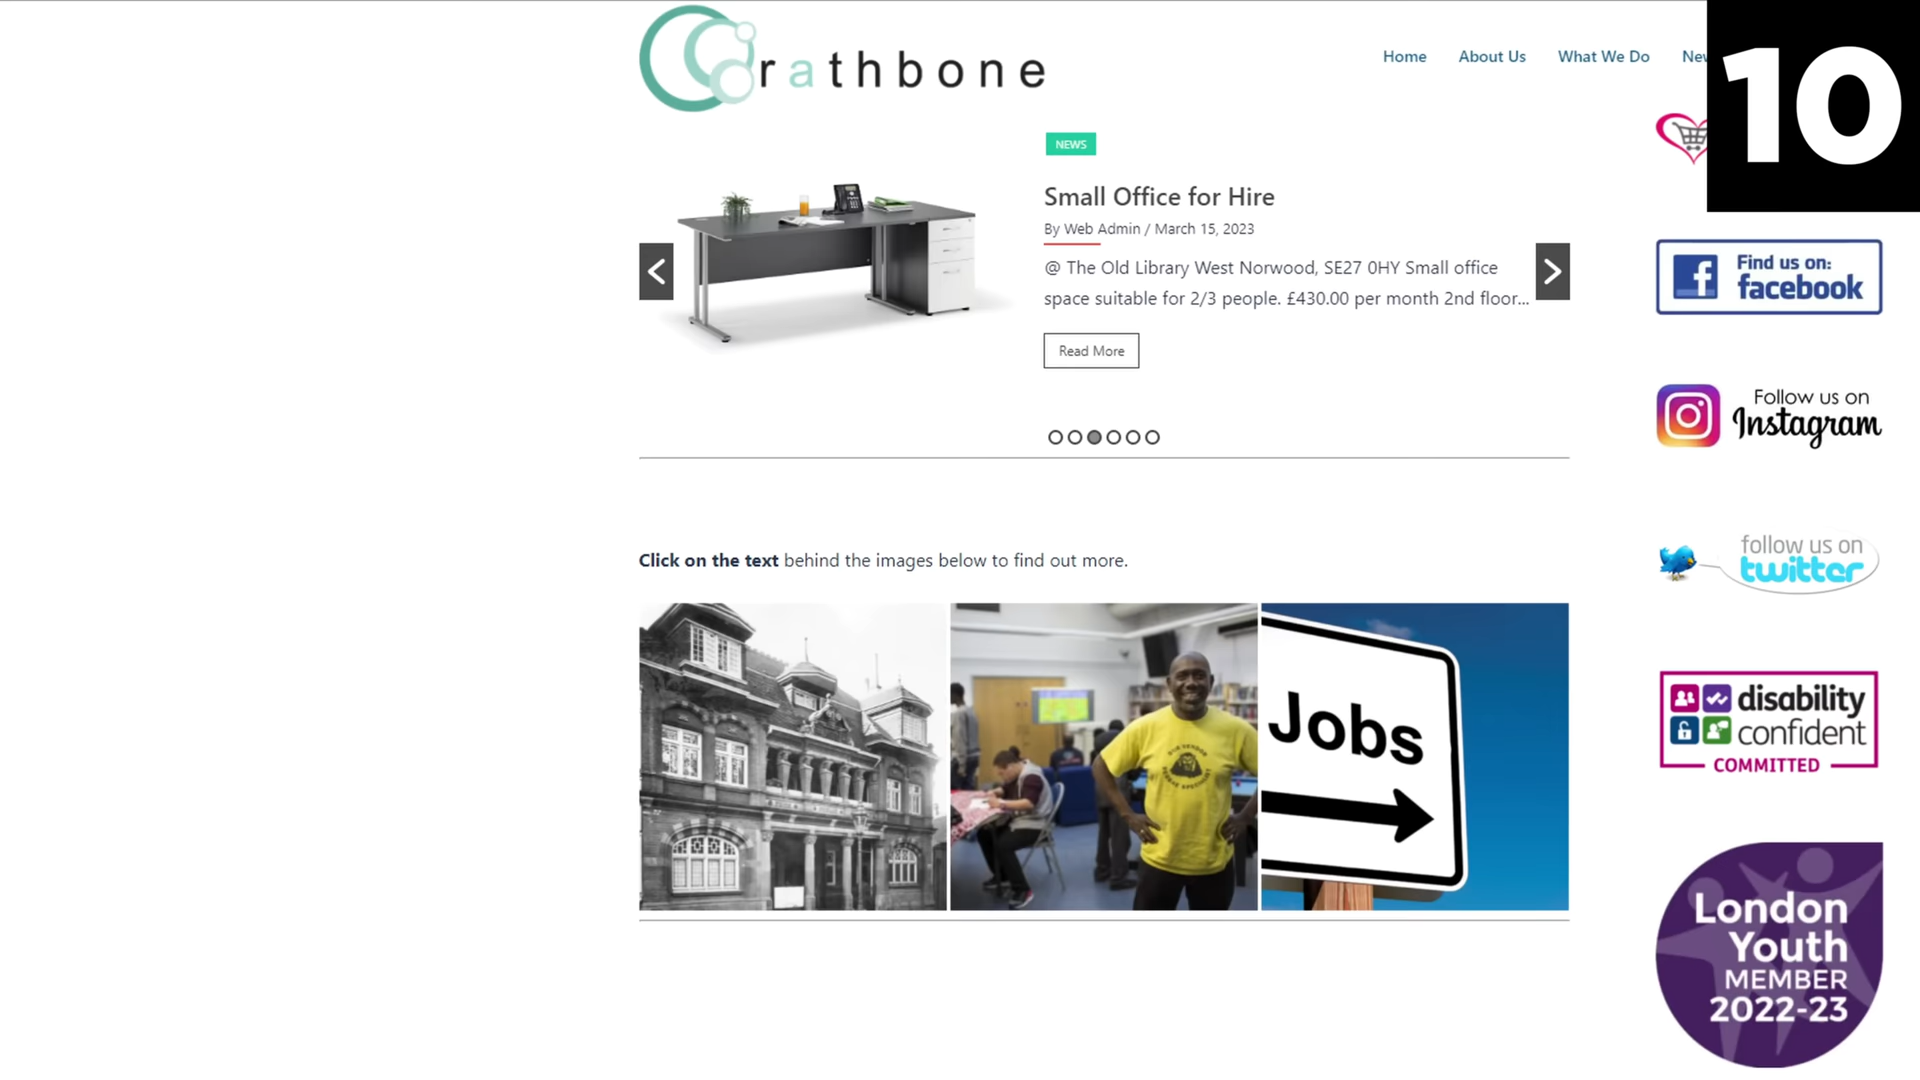 rathbone
Home About Us What We Do
10
NEWS
Small Office for Hire
By Web Admin / March 15, 2023
@ The Old Library West Norwood, SE27 0HY Small office
space suitable for 2/3 people. £430.00 per month 2nd floor...
Read More
Find us on:
facebook
Follow us on
Instagram
Click on the text behind the images below to find out more.
follow us on
twitter
Jobs
disability
confident
COMMITTED
London
Youth
MEMBER
2022-23